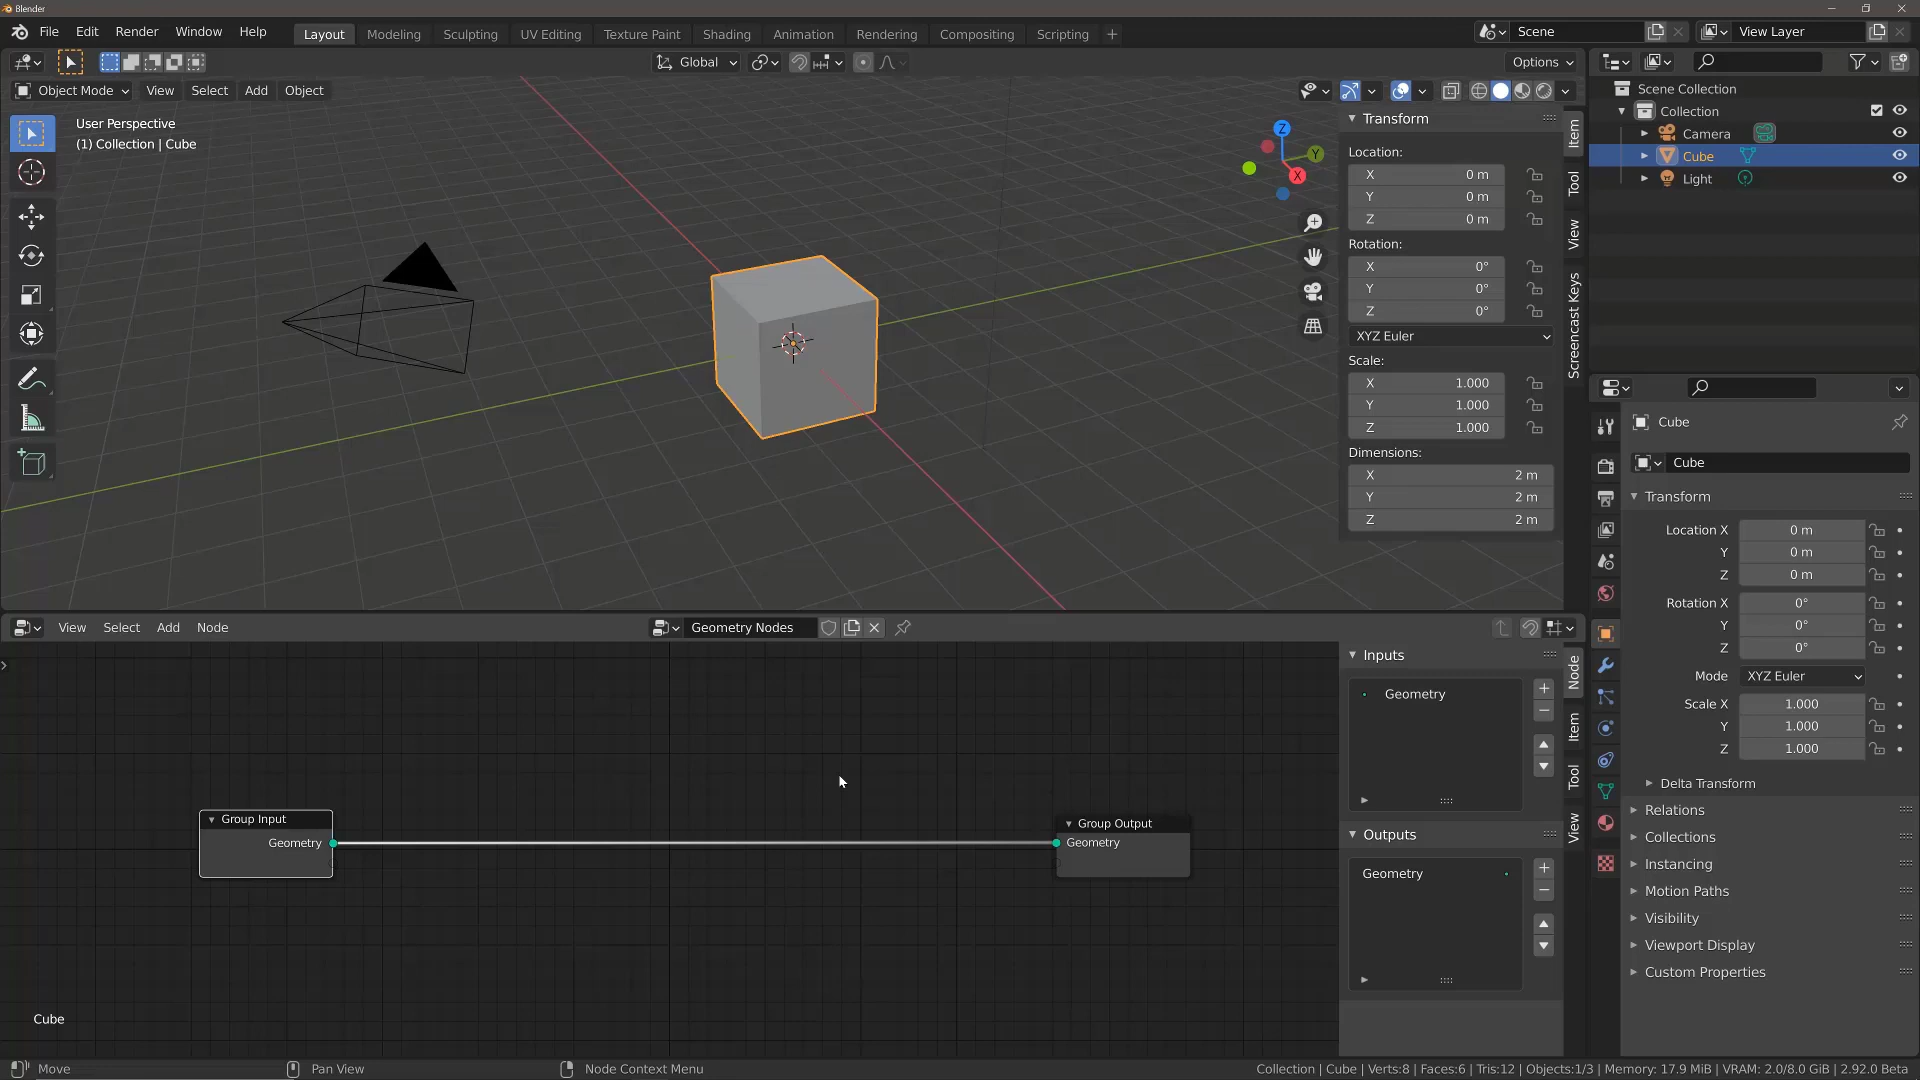 Blender
File Edit Render Window Help Layout Modeling Sculpting UV Editing Texture Paint Shading Animation Rendering Compositing Scripting + Scene View Layer
Global Options
Object Mode View Select Add Object
User Perspective
(1) Collection | Cube
Z
Y
X
Transform
Location:
X 0 m
Y 0 m
Z 0 m
Rotation:
X 0°
Y 0°
Z 0°
XYZ Euler
Scale:
X 1.000
Y 1.000
Z 1.000
Dimensions:
X 2 m
Y 2 m
Z 2 m
Item
Tool
View
Screencast Keys
Scene Collection
Collection
Camera
Cube
Light
Cube
Cube
Transform
Location X 0 m
Y 0 m
Z 0 m
Rotation X 0°
Y 0°
Z 0°
Mode XYZ Euler
Scale X 1.000
Y 1.000
Z 1.000
Delta Transform
Relations
Collections
Instancing
Motion Paths
Visibility
Viewport Display
Custom Properties
View Select Add Node Geometry Nodes
Group Input
Geometry
Group Output
Geometry
Cube
Inputs
Geometry
Outputs
Geometry
Node
Item
Tool
View
Move Pan View Node Context Menu Collection | Cube | Verts:8 | Faces:6 | Tris:12 | Objects:1/3 | Memory: 17.9 MiB | VRAM: 2.0/8.0 GiB | 2.92.0 Beta